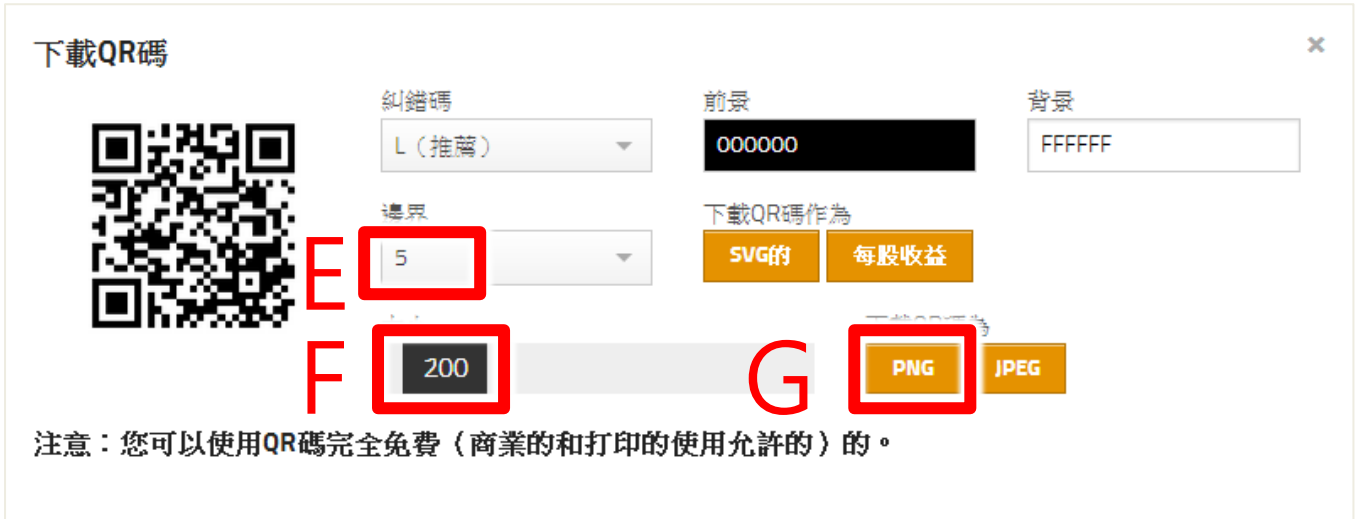 下載QR碼
×
糾錯碼
前景
背景
L（推薦）
000000
FFFFFF
邊界
下載QR碼作為
E
5
SVG的
每股收益
F
200
G
PNG
JPEG
注意：您可以使用QR碼完全免費（商業的和打印的使用允許的）的。